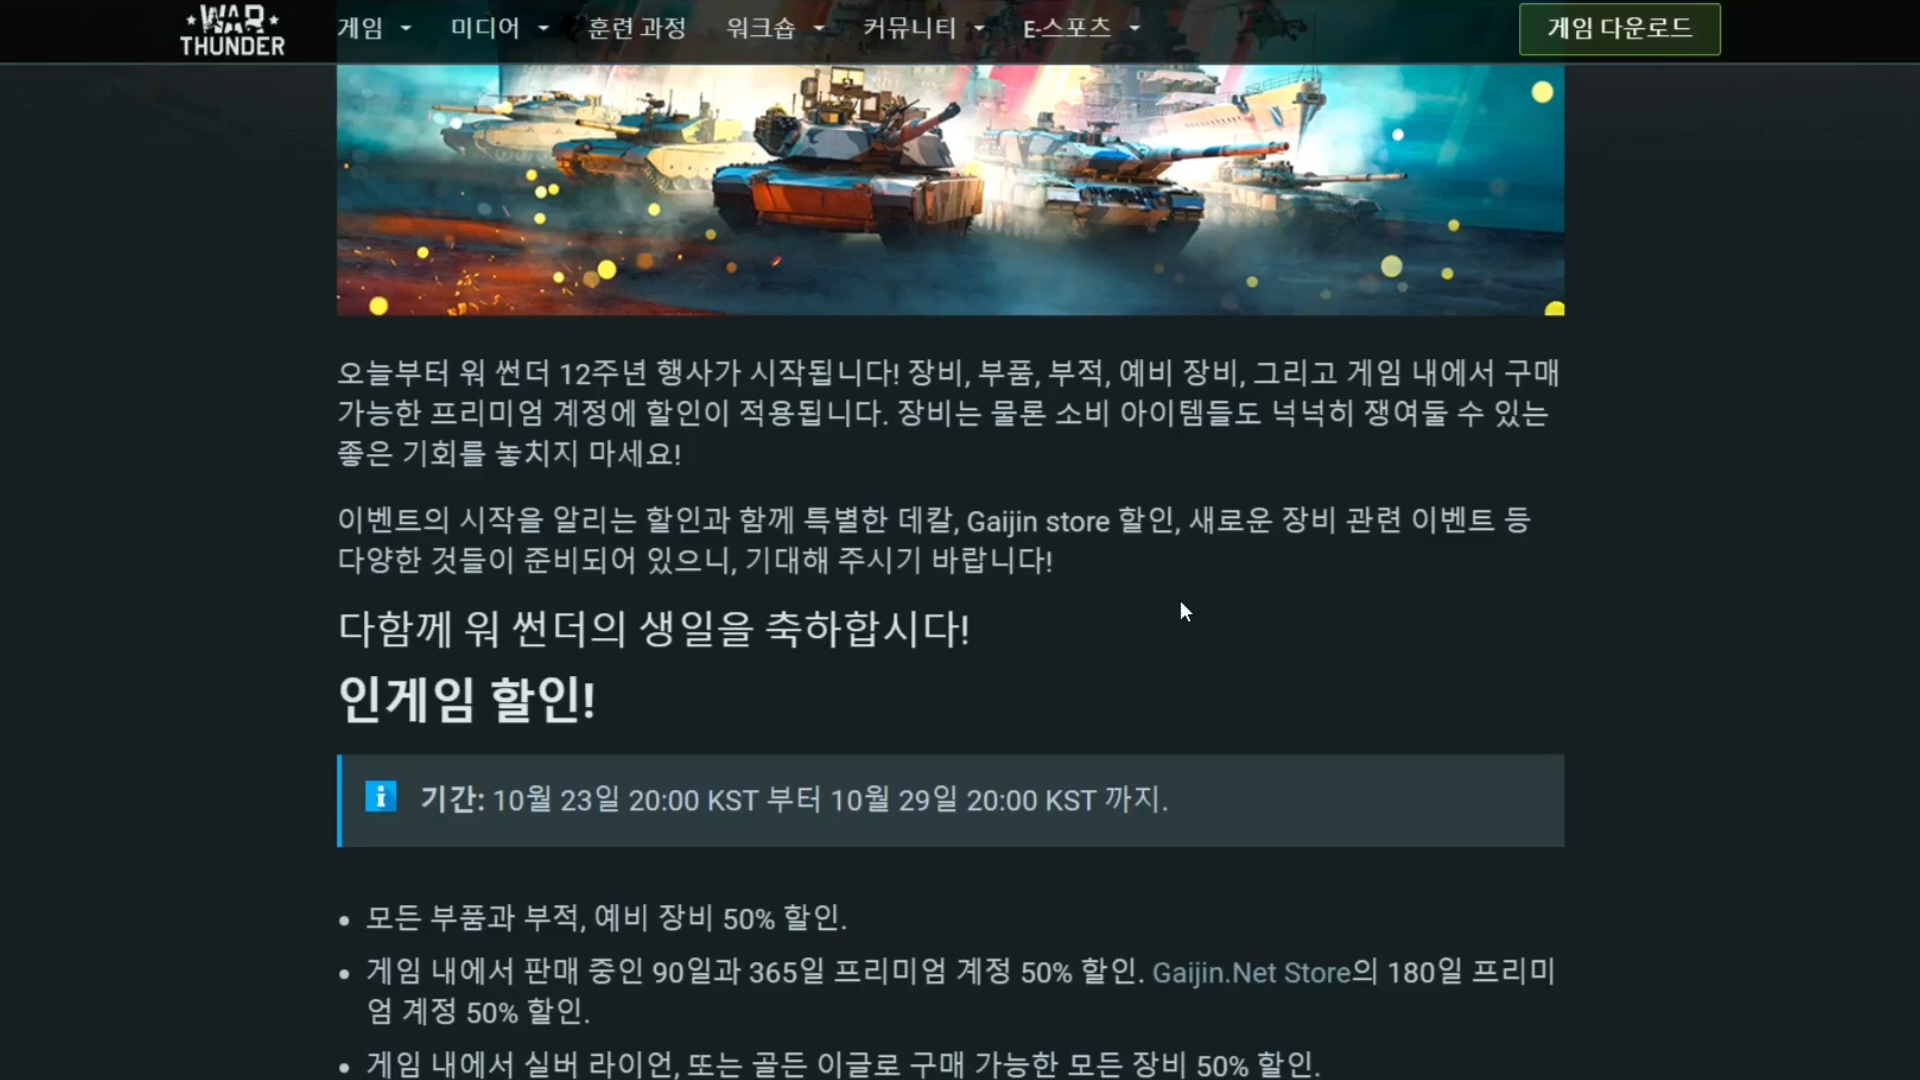 WAR THUNDER
게임
미디어
훈련 과정
워크숍
커뮤니티
E-스포츠
게임 다운로드
오늘부터 워 썬더 12주년 행사가 시작됩니다! 장비, 부품, 부적, 예비 장비, 그리고 게임 내에서 구매
가능한 프리미엄 계정에 할인이 적용됩니다. 장비는 물론 소비 아이템들도 넉넉히 쟁여둘 수 있는
좋은 기회를 놓치지 마세요!
이벤트의 시작을 알리는 할인과 함께 특별한 데칼, Gaijin store 할인, 새로운 장비 관련 이벤트 등
다양한 것들이 준비되어 있으니, 기대해 주시기 바랍니다!
다함께 워 썬더의 생일을 축하합시다!
인게임 할인!
기간: 10월 23일 20:00 KST 부터 10월 29일 20:00 KST 까지.
모든 부품과 부적, 예비 장비 50% 할인.
게임 내에서 판매 중인 90일과 365일 프리미엄 계정 50% 할인. Gaijin.Net Store의 180일 프리미
엄 계정 50% 할인.
게임 내에서 실버 라이언, 또는 골든 이글로 구매 가능한 모든 장비 50% 할인.